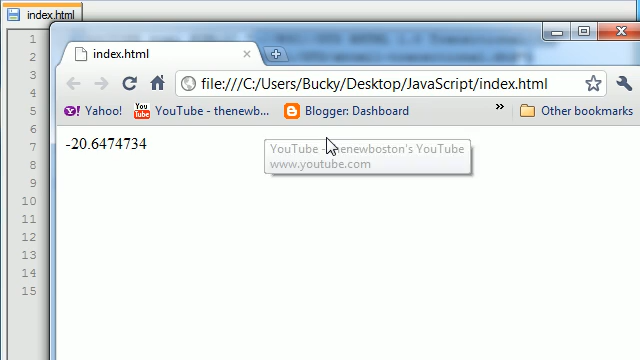 index.html
1
2
3
4
5
6
7
8
9
10
11
12
13
14
15
index.html
file:///C:/Users/Bucky/Desktop/JavaScript/index.html
Yahoo!
You Tube
YouTube - thenewb...
Blogger: Dashboard
»
Other bookmarks
-20.6474734
YouTube - thenewboston's YouTube
www.youtube.com